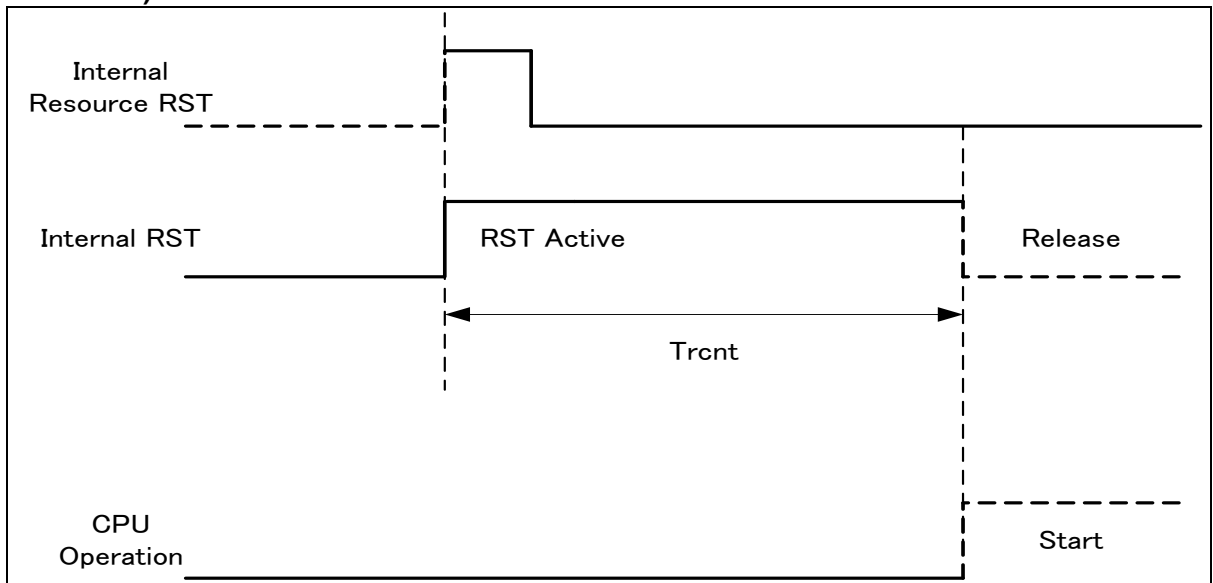 Internal
Resource RST
Internal RST
RST Active
Release
Trcnt
CPU
Operation
Start